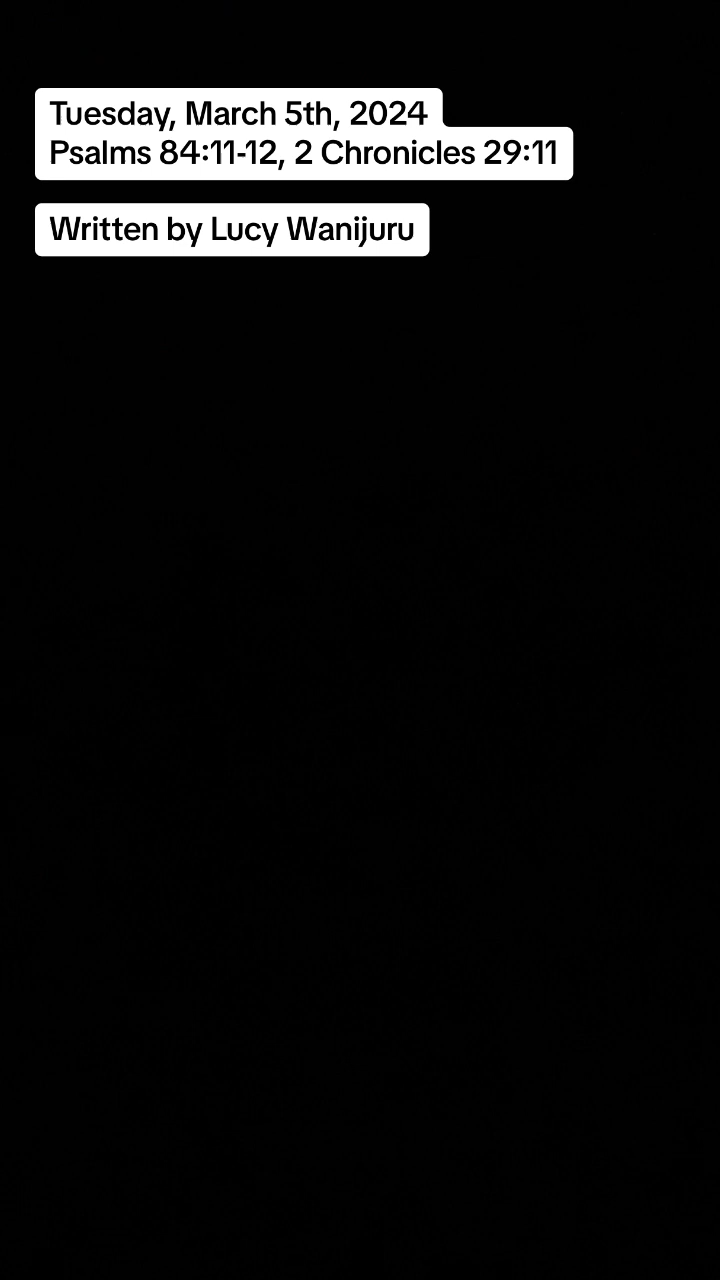 Tuesday, March 5th, 2024
Psalms 84:11-12, 2 Chronicles 29:11
Written by Lucy Wanijuru